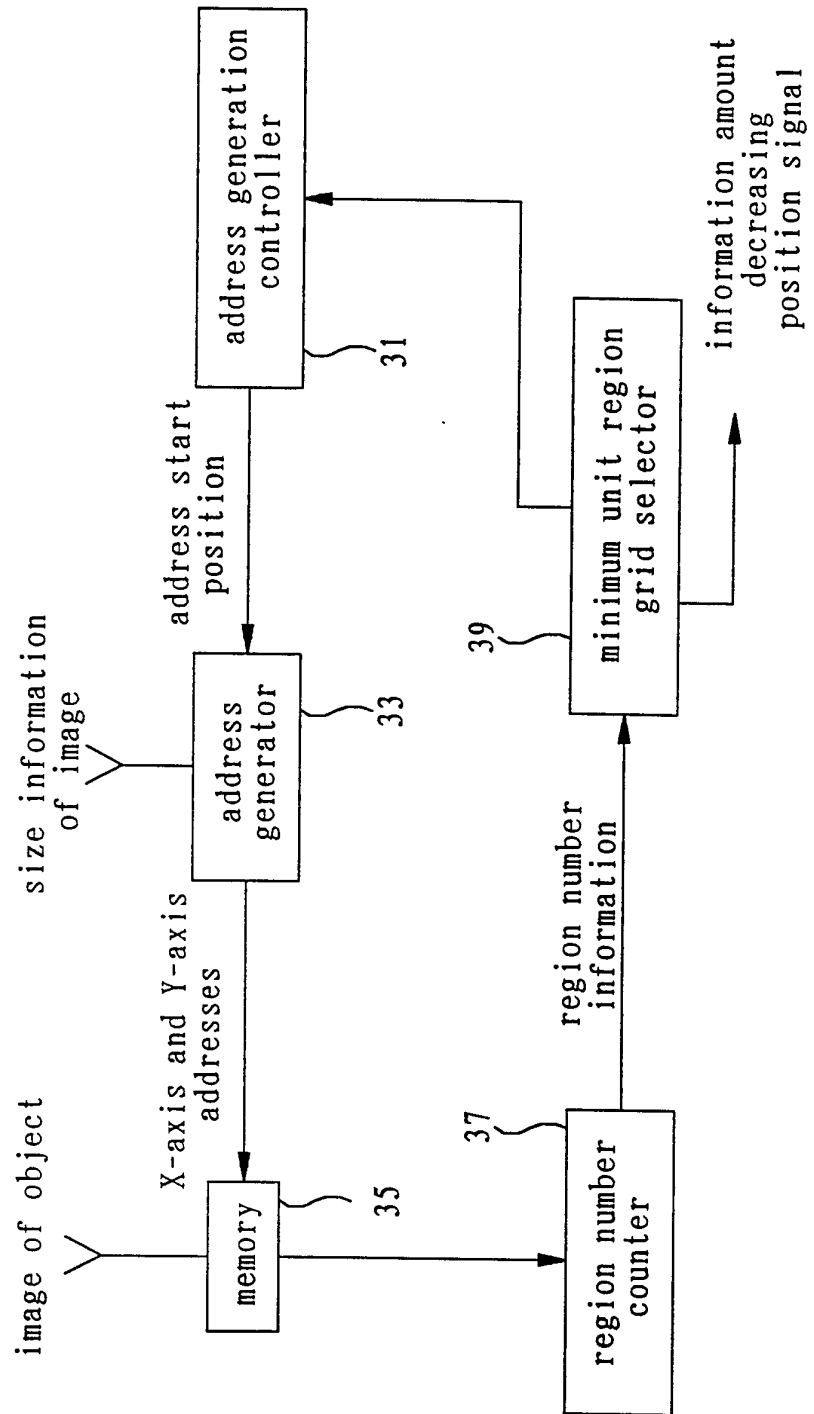 image of object
size information
of image
memory
35
X-axis and Y-axis
addresses
address
generator
33
address start
position
address generation
controller
31
region number
counter
37
region number
information
minimum unit region
grid selector
39
information amount
decreasing
position signal